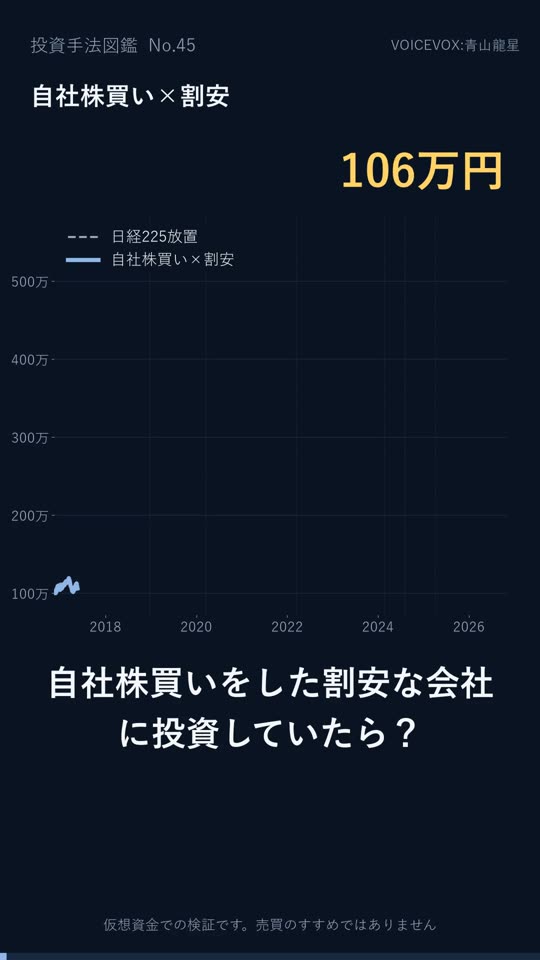 投資手法図鑑 No.45
VOICEVOX:青山龍星
自社株買い×割安
106万円
日経225放置
自社株買い×割安
500万
400万
300万
200万
100万
2018 2020 2022 2024 2026
自社株買いをした割安な会社
に投資していたら？
仮想資金での検証です。売買のすすめではありません